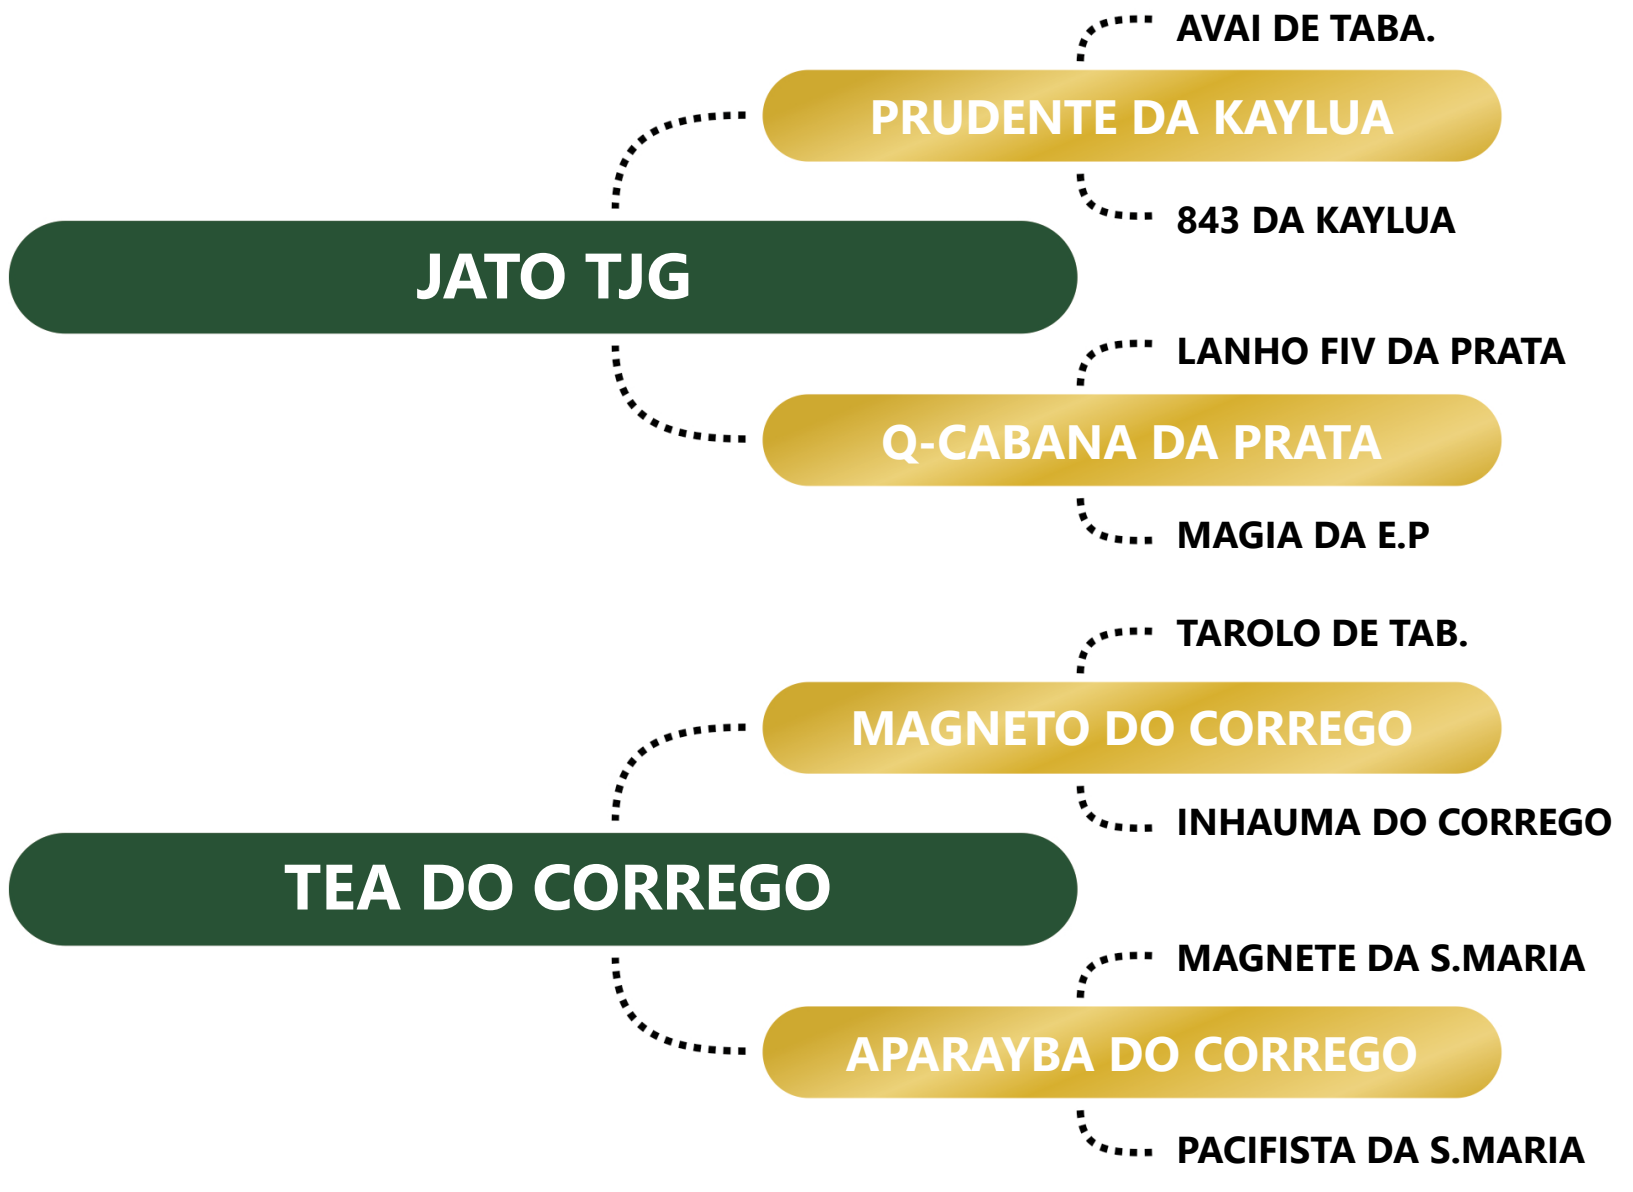 AVAI DE TABA.
PRUDENTE DA KAYLUA
843 DA KAYLUA
JATO TJG
LANHO FIV DA PRATA
Q-CABANA DA PRATA
MAGIA DA E.P
TAROLO DE TAB.
MAGNETO DO CORREGO
INHAUMA DO CORREGO
TEA DO CORREGO
MAGNETE DA S.MARIA
APARAYBA DO CORREGO
PACIFISTA DA S.MARIA